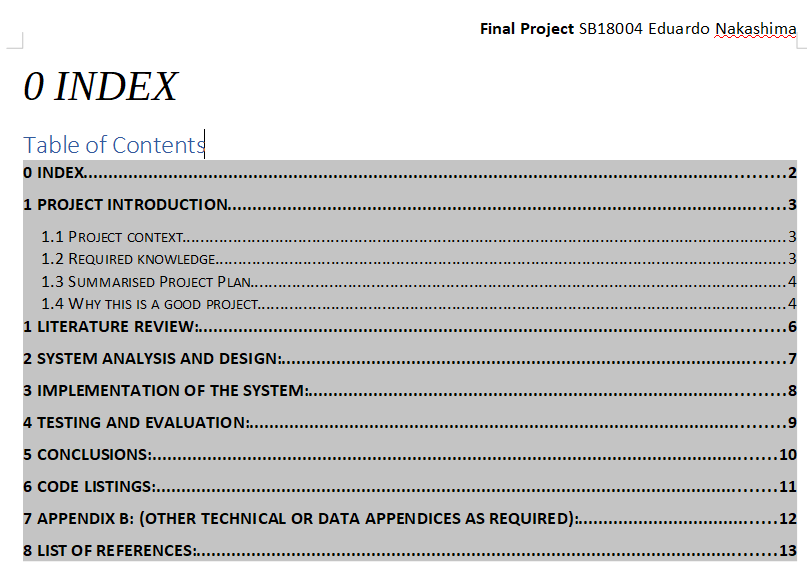 Final Project SB18004 Eduardo Nakashima
0 INDEX
Table of Contents
0 INDEX....................2
1 PROJECT INTRODUCTION....................3
1.1 PROJECT CONTEXT....................3
1.2 REQUIRED KNOWLEDGE....................3
1.3 SUMMARISED PROJECT PLAN....................4
1.4 WHY THIS IS A GOOD PROJECT....................4
1 LITERATURE REVIEW:....................6
2 SYSTEM ANALYSIS AND DESIGN:....................7
3 IMPLEMENTATION OF THE SYSTEM:....................8
4 TESTING AND EVALUATION:....................9
5 CONCLUSIONS:....................10
6 CODE LISTINGS:....................11
7 APPENDIX B: (OTHER TECHNICAL OR DATA APPENDICES AS REQUIRED):....................12
8 LIST OF REFERENCES:....................13